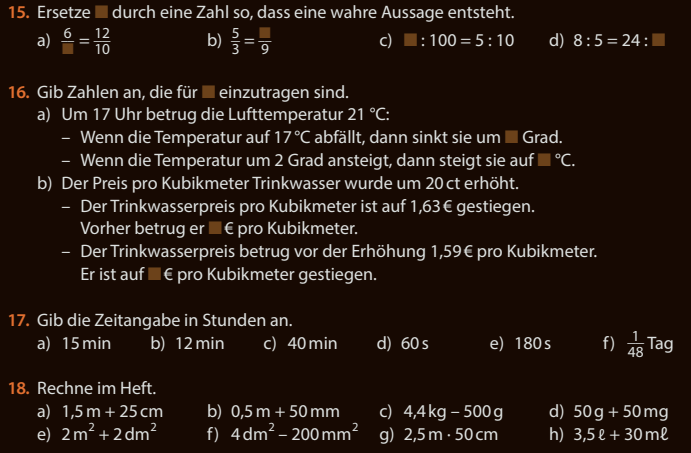 15. Ersetze ■ durch eine Zahl so, dass eine wahre Aussage entsteht.
a) 6/■ = 12/10 b) 5/3 = ■/9 c) ■ : 100 = 5 : 10 d) 8 : 5 = 24 : ■
16. Gib Zahlen an, die für ■ einzutragen sind.
a) Um 17 Uhr betrug die Lufttemperatur 21 °C:
– Wenn die Temperatur auf 17 °C abfällt, dann sinkt sie um ■ Grad.
– Wenn die Temperatur um 2 Grad ansteigt, dann steigt sie auf ■ °C.
b) Der Preis pro Kubikmeter Trinkwasser wurde um 20 ct erhöht.
– Der Trinkwasserpreis pro Kubikmeter ist auf 1,63 € gestiegen.
Vorher betrug er ■ € pro Kubikmeter.
– Der Trinkwasserpreis betrug vor der Erhöhung 1,59 € pro Kubikmeter.
Er ist auf ■ € pro Kubikmeter gestiegen.
17. Gib die Zeitangabe in Stunden an.
a) 15 min b) 12 min c) 40 min d) 60 s e) 180 s f) 1/48 Tag
18. Rechne im Heft.
a) 1,5 m + 25 cm b) 0,5 m + 50 mm c) 4,4 kg – 500 g d) 50 g + 50 mg
e) 2 m² + 2 dm² f) 4 dm² – 200 mm² g) 2,5 m · 50 cm h) 3,5 ℓ + 30 mℓ